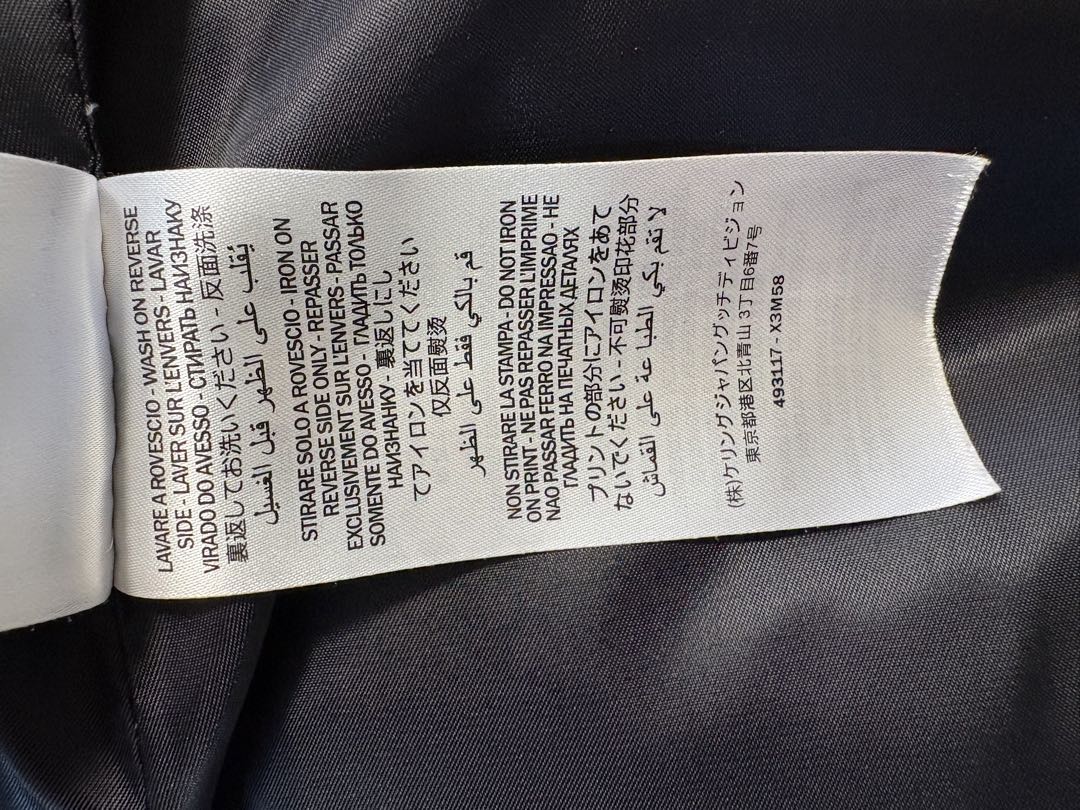 LAVARE A ROVESCIO - WASH ON REVERSE
SIDE - LAVER SUR L'ENVERS - LAVAR
VIRADO DO AVESSO - СТИРАТЬ НАИЗНАКУ
裏返してお洗いください - 反面洗涤
يُقلب على الظهر قبل الغسيل
STIRARE SOLO A ROVESCIO - IRON ON
REVERSE SIDE ONLY - REPASSER
EXCLUSIVEMENT SUR L'ENVERS - PASSAR
SOMENTE DO AVESSO - ГЛАДИТЬ ТОЛЬКО
НАИЗНАНКУ - 裏返しにし
てアイロンを当ててください
仅反面熨烫
قم بالكي فقط على الظهر
NON STIRARE LA STAMPA - DO NOT IRON
ON PRINT - NE PAS REPASSER L'IMPRIME
NAO PASSAR FERRO NA IMPRESSAO - НЕ
ГЛАДИТЬ НА ПЕЧАТНЫХ ДЕТАЛЯХ
プリントの部分にアイロンをあて
ないでください - 不可熨烫印花部分
لا تقم بكي الطبا عة على القماش
(株)ケリングジャパングッチディビジョン
東京都港区北青山 3丁目6番7号
493117 - X3M58